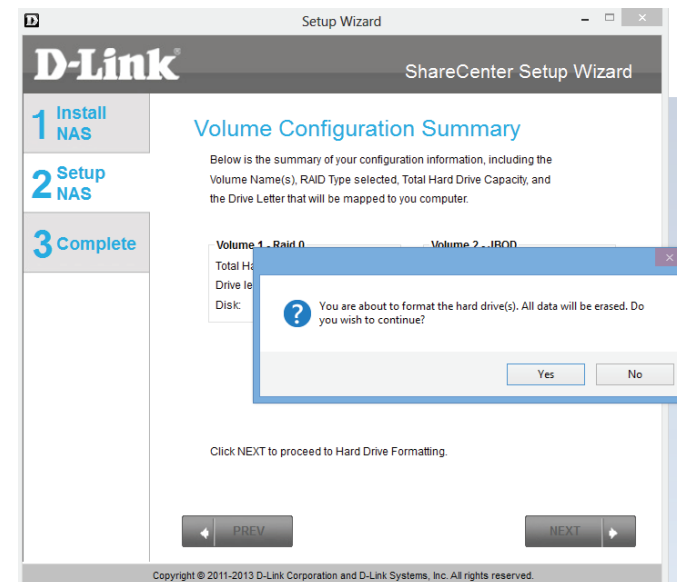 Setup Wizard
D-Link
ShareCenter Setup Wizard
1 Install
NAS
2 Setup
NAS
3 Complete
Volume Configuration Summary
Below is the summary of your configuration information, including the
Volume Name(s), RAID Type selected, Total Hard Drive Capacity, and
the Drive Letter that will be mapped to you computer.
Volume 1 - Raid 0
Volume 2 - JBOD
Total
Drive
Disk:
You are about to format the hard drive(s). All data will be erased. Do
you wish to continue?
Yes
No
Click NEXT to proceed to Hard Drive Formatting.
PREV
NEXT
Copyright © 2011-2013 D-Link Corporation and D-Link Systems, Inc. All rights reserved.